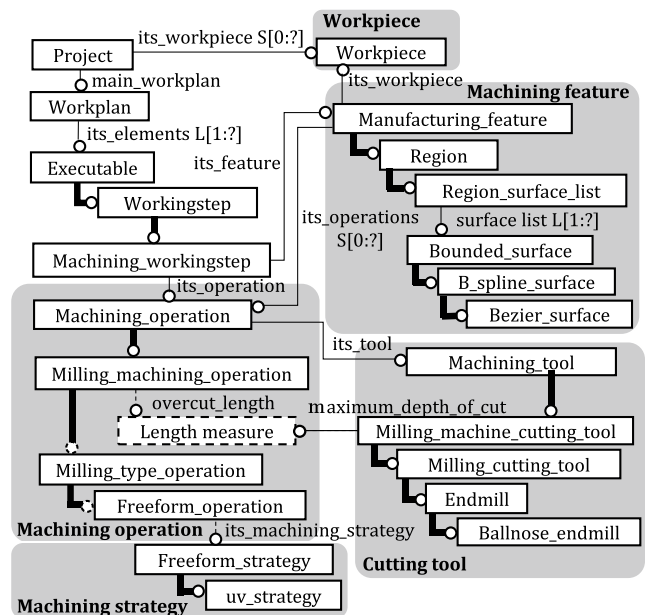 Workpiece
its_workpiece S[0:?]
Project
Workpiece
main_workplan
its_workpiece
Machining feature
Workplan
Manufacturing_feature
its_elements L[1:?]
Region
its_feature
Executable
Region_surface_list
Workingstep
its_operations
S[0:?]
surface list L[1:?]
Machining_workingstep
Bounded_surface
its_operation
B_spline_surface
Machining_operation
Bezier_surface
its_tool
Machining_tool
Milling_machining_operation
overcut_length
maximum_depth_of_cut
Length measure
Milling_machine_cutting_tool
Milling_type_operation
Milling_cutting_tool
Freeform_operation
Endmill
Machining operation
its_machining_strategy
Ballnose_endmill
Freeform_strategy
Cutting tool
uv_strategy
Machining strategy